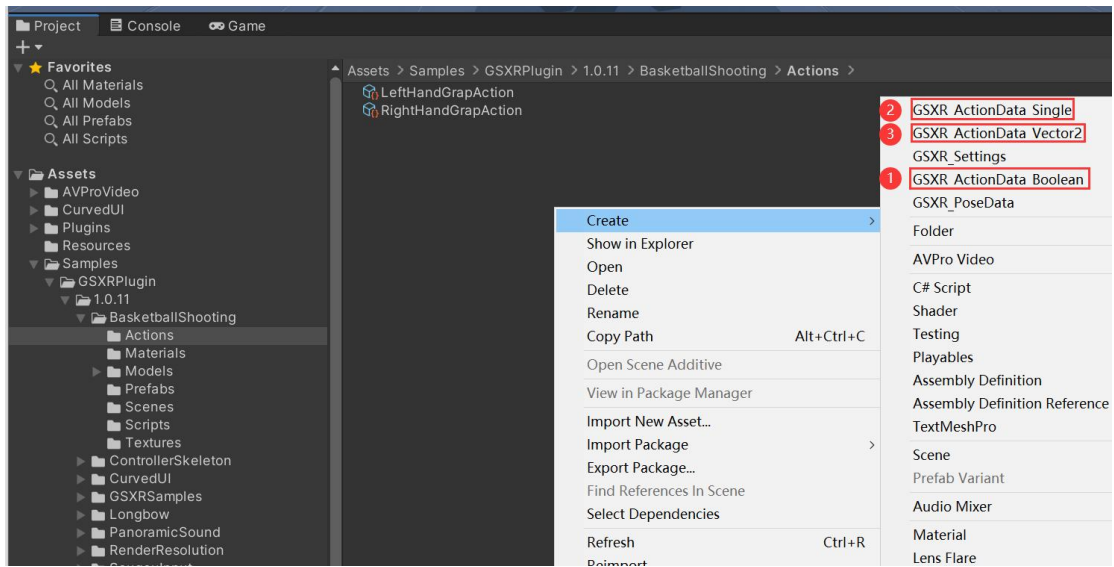 Project Console Game
Favorites
All Materials
All Models
All Prefabs
All Scripts
Assets
AVProVideo
CurvedUI
Plugins
Resources
Samples
GSXRPlugin
1.0.11
BasketballShooting
Actions
Materials
Models
Prefabs
Scenes
Scripts
Textures
ControllerSkeleton
CurvedUI
GSXRSamples
Longbow
PanoramicSound
RenderResolution
Assets > Samples > GSXRPlugin > 1.0.11 > BasketballShooting > Actions >
LeftHandGrapAction
RightHandGrapAction
Create >
Show in Explorer
Open
Delete
Rename
Copy Path Alt+Ctrl+C
Open Scene Additive
View in Package Manager
Import New Asset...
Import Package >
Export Package...
Find References In Scene
Select Dependencies
Refresh Ctrl+R
Reimport
2 GSXR_ActionData_Single
3 GSXR_ActionData_Vector2
GSXR_Settings
1 GSXR_ActionData_Boolean
GSXR_PoseData
Folder
AVPro Video
C# Script
Shader
Testing
Playables
Assembly Definition
Assembly Definition Reference
TextMeshPro
Scene
Prefab Variant
Audio Mixer
Material
Lens Flare